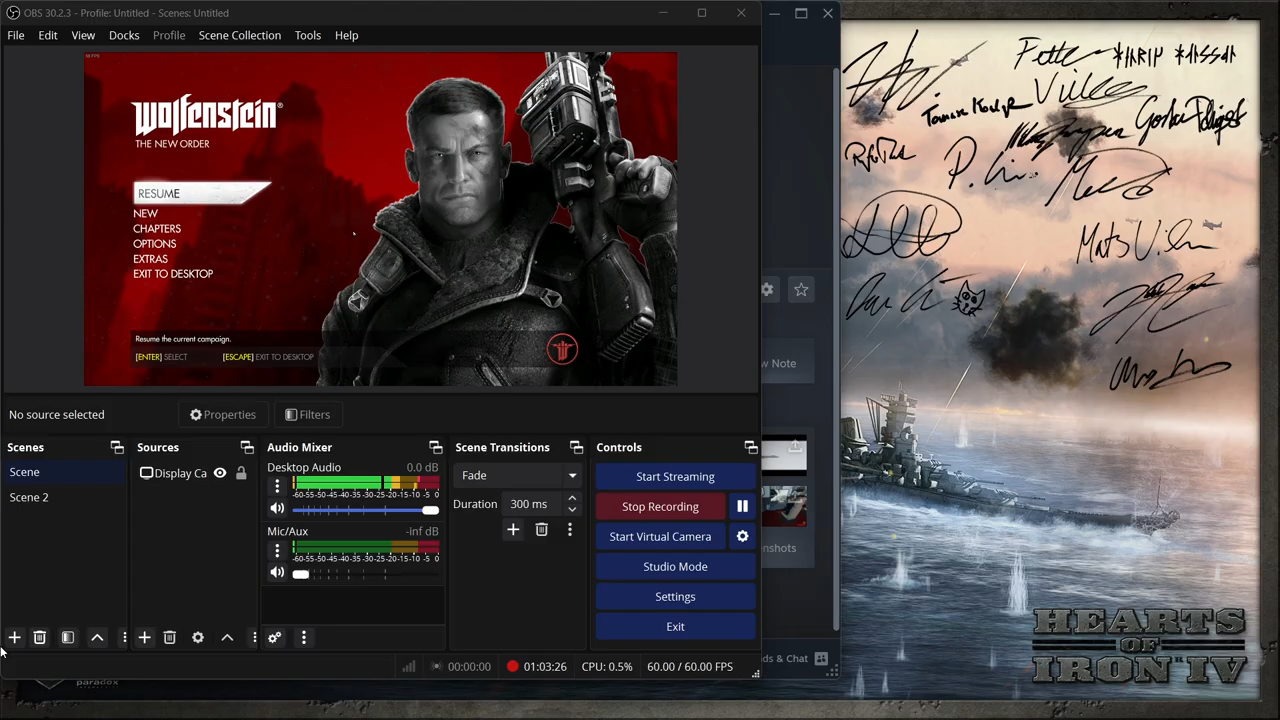 OBS 30.2.3 - Profile: Untitled - Scenes: Untitled
File Edit View Docks Profile Scene Collection Tools Help
wolfenstein®
THE NEW ORDER
RESUME
NEW
CHAPTERS
OPTIONS
EXTRAS
EXIT TO DESKTOP
Resume the current campaign.
[ENTER] SELECT [ESCAPE] EXIT TO DESKTOP
No source selected
Properties
Filters
Scenes
Scene
Scene 2
Sources
Display Ca
Audio Mixer
Desktop Audio 0.0 dB
-60-55-50-45-40-35-30-25-20-15-10 -5 0
Mic/Aux -inf dB
-60-55-50-45-40-35-30-25-20-15-10 -5 0
Scene Transitions
Fade
Duration 300 ms
Controls
Start Streaming
Stop Recording
Start Virtual Camera
Studio Mode
Settings
Exit
00:00:00 01:03:26 CPU: 0.5% 60.00 / 60.00 FPS
w Note
nshots
ds & Chat
HEARTS
OF
IRON IV
paradox